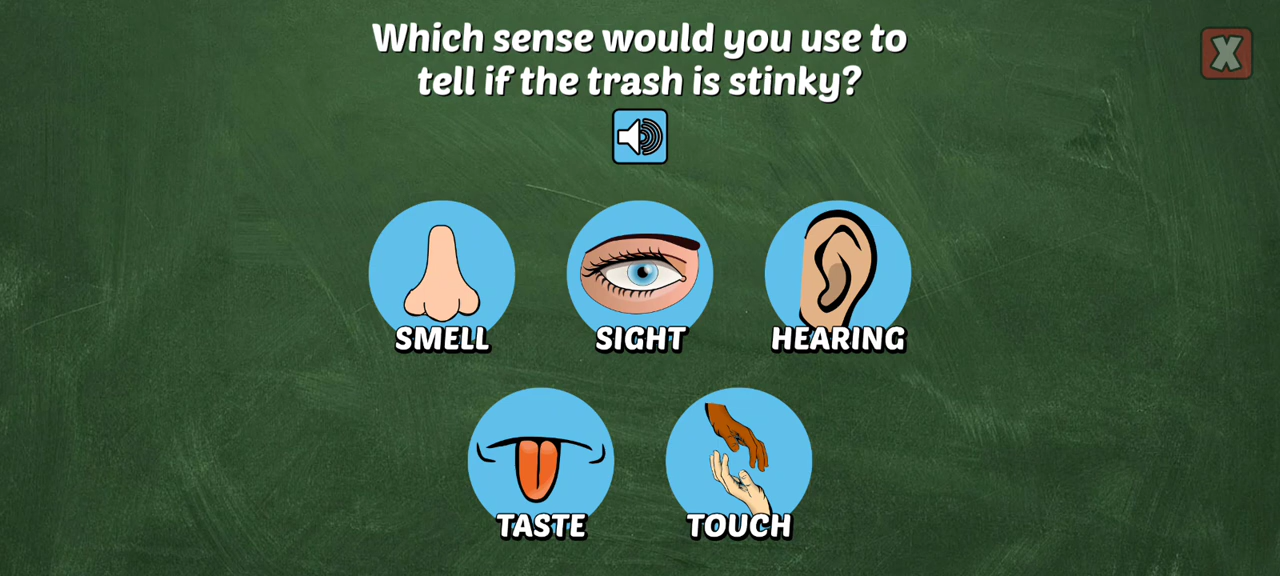 Which sense would you use to
tell if the trash is stinky?
X
SMELL
SIGHT
HEARING
TASTE
TOUCH